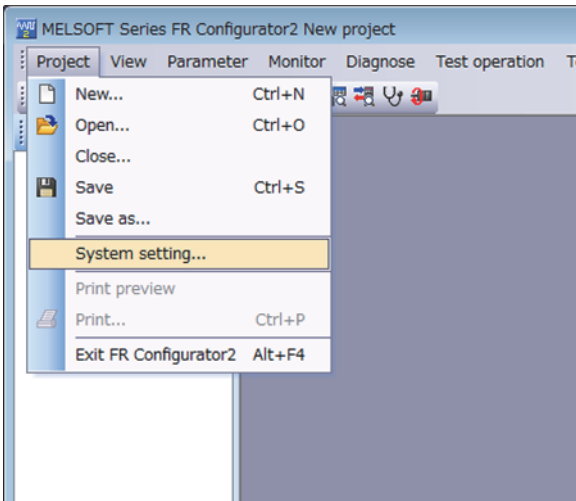 MELSOFT Series FR Configurator2 New project
Project View Parameter Monitor Diagnose Test operation
New... Ctrl+N
Open... Ctrl+O
Close...
Save Ctrl+S
Save as...
System setting...
Print preview
Print... Ctrl+P
Exit FR Configurator2 Alt+F4